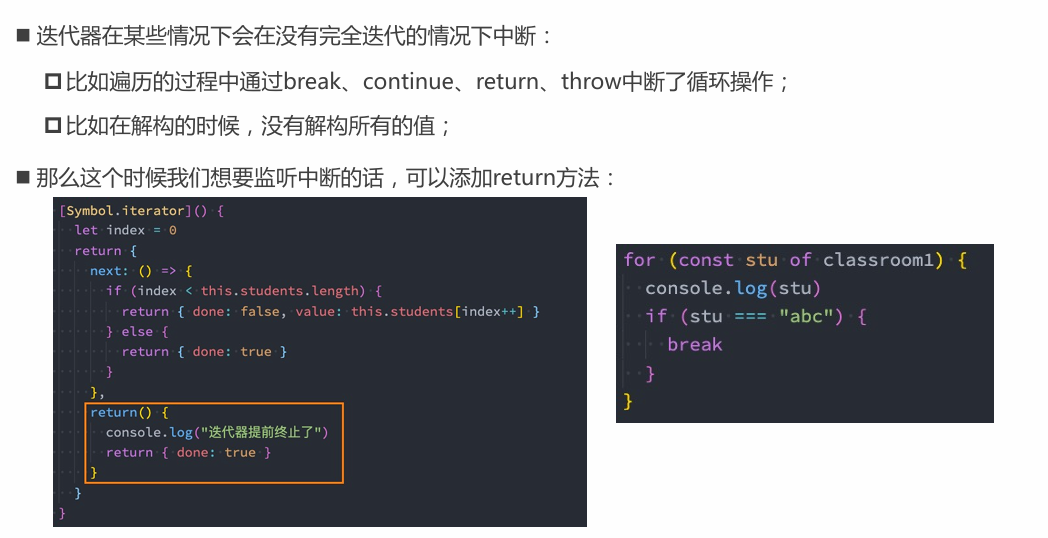 ■ 迭代器在某些情况下会在没有完全迭代的情况下中断：
比如遍历的过程中通过break、continue、return、throw中断了循环操作；
比如在解构的时候，没有解构所有的值；
■ 那么这个时候我们想要监听中断的话，可以添加return方法：
[Symbol.iterator]() {
let index = 0
return {
next: () => {
if (index < this.students.length) {
return { done: false, value: this.students[index++] }
} else {
return { done: true }
}
},
return() {
console.log("迭代器提前终止了")
return { done: true }
}
}
}
for (const stu of classroom1) {
console.log(stu)
if (stu === "abc") {
break
}
}